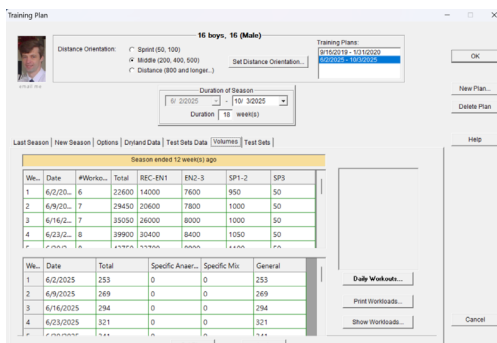 Training Plan
16 boys, 16 (Male)
Distance Orientation:
Sprint (50, 100)
Middle (200, 400, 500)
Distance (800 and longer...)
Set Distance Orientation...
Training Plans:
9/16/2019 - 1/31/2020
6/2/2025 - 10/3/2025
OK
New Plan...
Delete Plan
Help
Cancel
Duration of Season
6/ 2/2025 - 10/ 3/2025
Duration 18 week(s)
Last Season New Season Options Dryland Data Test Sets Data Volumes Test Sets
Season ended 12 week(s) ago
We... Date #Worko... Total REC-EN1 EN2-3 SP1-2 SP3
1 6/2/20... 6 22600 14000 7600 950 50
2 6/9/20... 7 29450 20600 7800 1000 50
3 6/16/2... 7 35050 26000 8000 1000 50
4 6/23/2... 8 39900 30400 8400 1050 50
We... Date Total Specific Anaer... Specific Mix General
1 6/2/2025 253 0 0 253
2 6/9/2025 269 0 0 269
3 6/16/2025 294 0 0 294
4 6/23/2025 321 0 0 321
Daily Workouts...
Print Workloads...
Show Workloads...